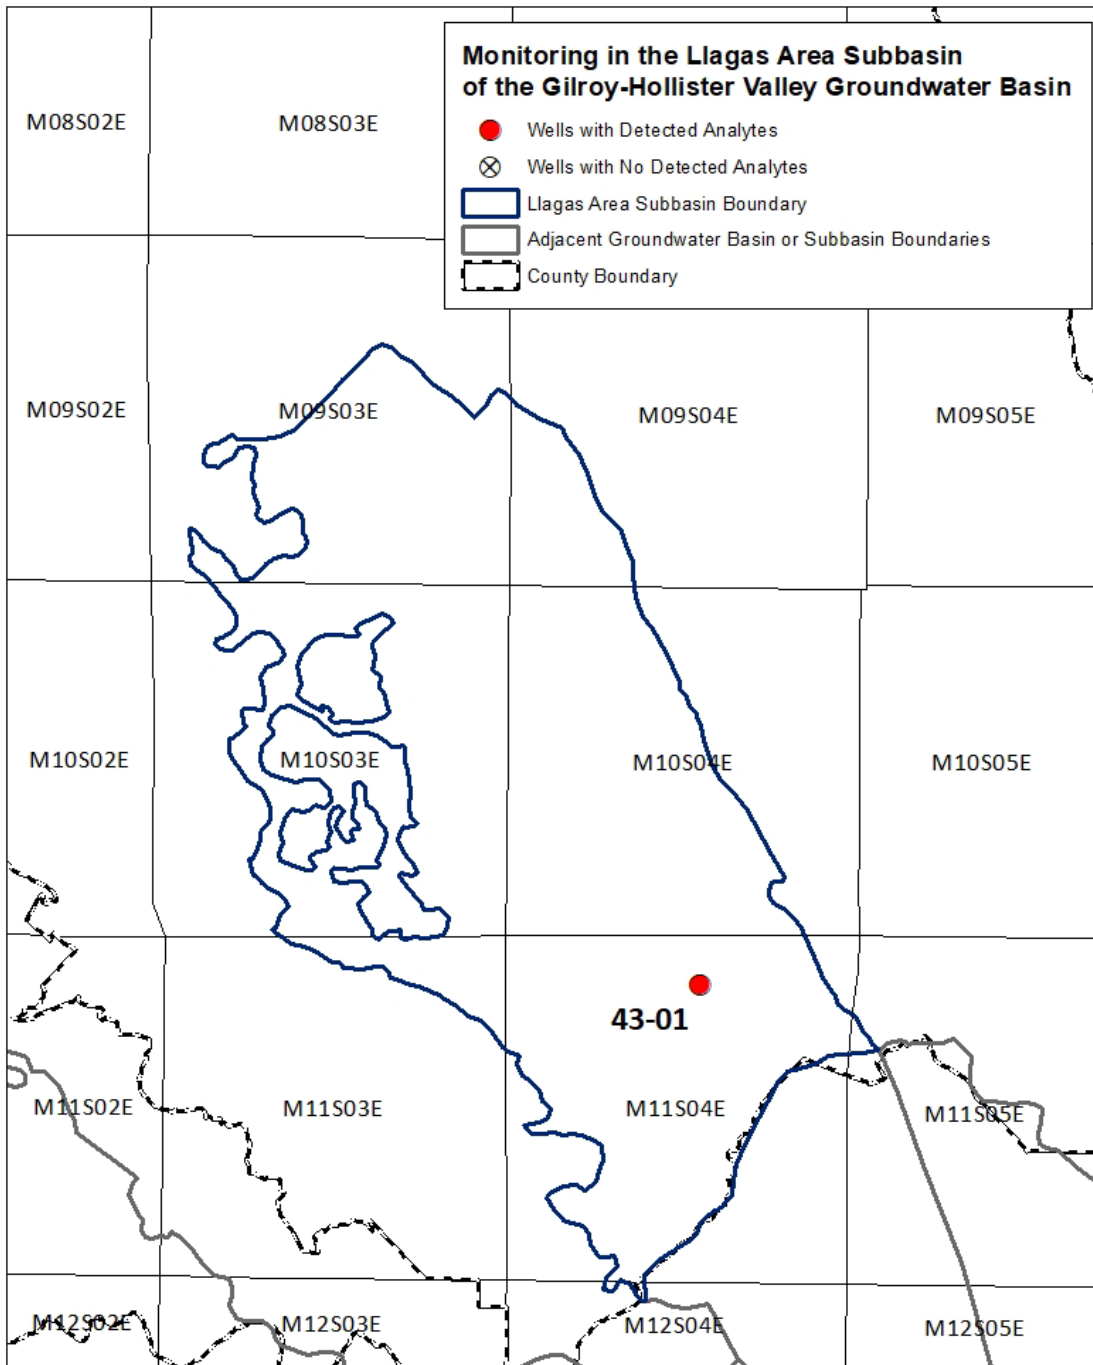 Monitoring in the Llagas Area Subbasin
of the Gilroy-Hollister Valley Groundwater Basin
Wells with Detected Analytes
Wells with No Detected Analytes
Llagas Area Subbasin Boundary
Adjacent Groundwater Basin or Subbasin Boundaries
County Boundary
M08S02E
M08S03E
M09S02E
M09S03E
M09S04E
M09S05E
M10S02E
M10S03E
M10S04E
M10S05E
43-01
M11S02E
M11S03E
M11S04E
M11S05E
M12S02E
M12S03E
M12S04E
M12S05E